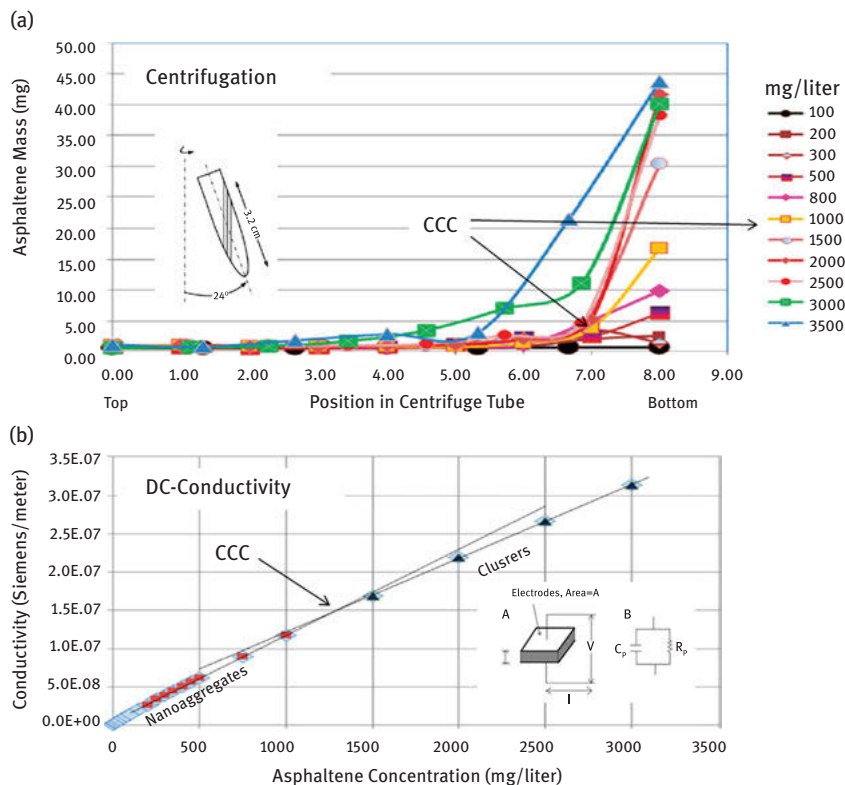 (a)
Asphaltene Mass (mg)
50.00
45.00
40.00
35.00
30.00
25.00
20.00
15.00
10.00
5.00
0.00
Centrifugation
3.2 cm
24°
CCC
0.00 1.00 2.00 3.00 4.00 5.00 6.00 7.00 8.00 9.00
Top Position in Centrifuge Tube Bottom
mg/liter
100
200
300
500
800
1000
1500
2000
2500
3000
3500
(b)
Conductivity (Siemens/meter)
3.5E.07
3.0E.07
2.5E.07
2.0E.07
1.5E.07
1.0E.07
5.0E.08
0.0E+00
DC-Conductivity
CCC
Nanoaggregates
Clusrers
Electrodes, Area=A
A
V
I
B
Cp
Rp
0 500 1000 1500 2000 2500 3000 3500
Asphaltene Concentration (mg/liter)